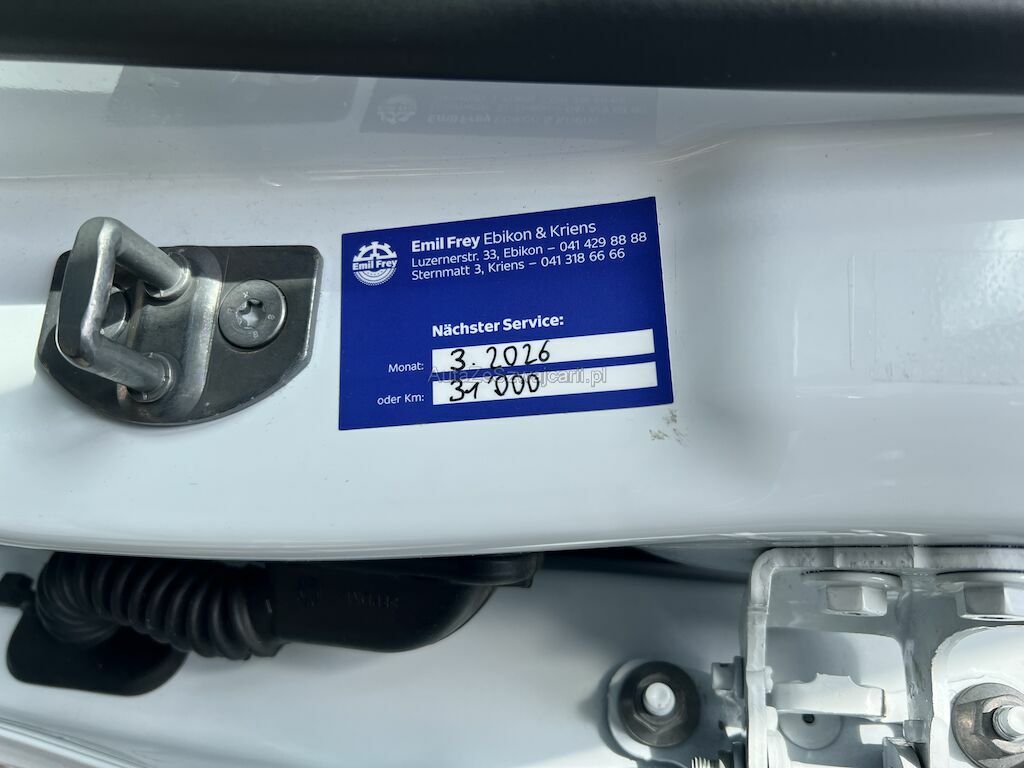 Emil Frey Ebikon & Kriens
Luzernerstr. 33, Ebikon – 041 429 88 88
Sternmatt 3, Kriens – 041 318 66 66
Emil Frey
Nächster Service:
Monat: 3. 2026
AutaZeSzwajcarii.pl
oder Km: 31'000